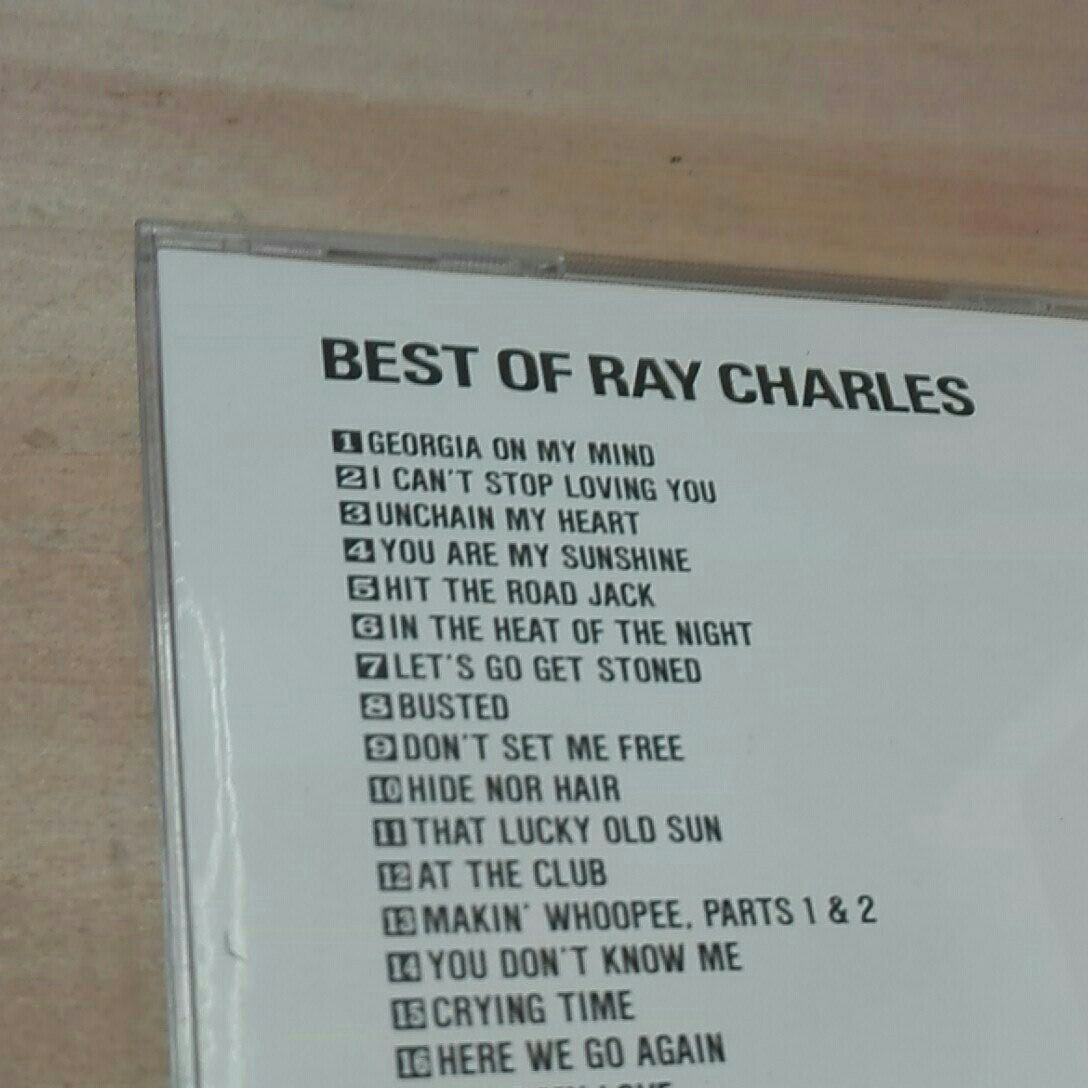 BEST OF RAY CHARLES
1 GEORGIA ON MY MIND
2 I CAN'T STOP LOVING YOU
3 UNCHAIN MY HEART
4 YOU ARE MY SUNSHINE
5 HIT THE ROAD JACK
6 IN THE HEAT OF THE NIGHT
7 LET'S GO GET STONED
8 BUSTED
9 DON'T SET ME FREE
10 HIDE NOR HAIR
11 THAT LUCKY OLD SUN
12 AT THE CLUB
13 MAKIN' WHOOPEE, PARTS 1 & 2
14 YOU DON'T KNOW ME
15 CRYING TIME
16 HERE WE GO AGAIN